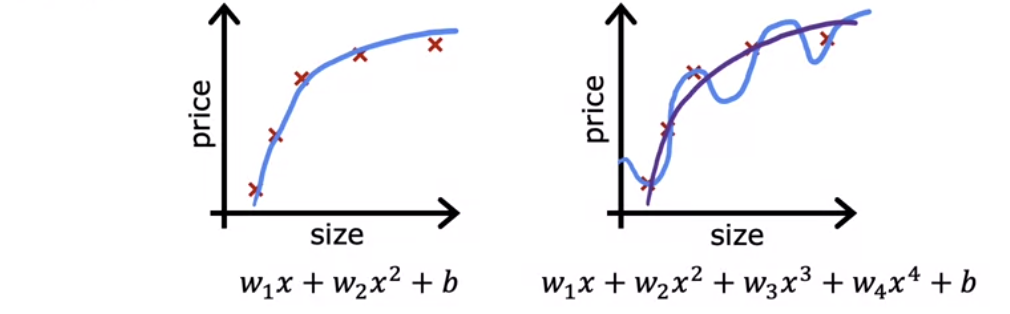 price
size
w₁x + w₂x² + b
price
size
w₁x + w₂x² + w₃x³ + w₄x⁴ + b